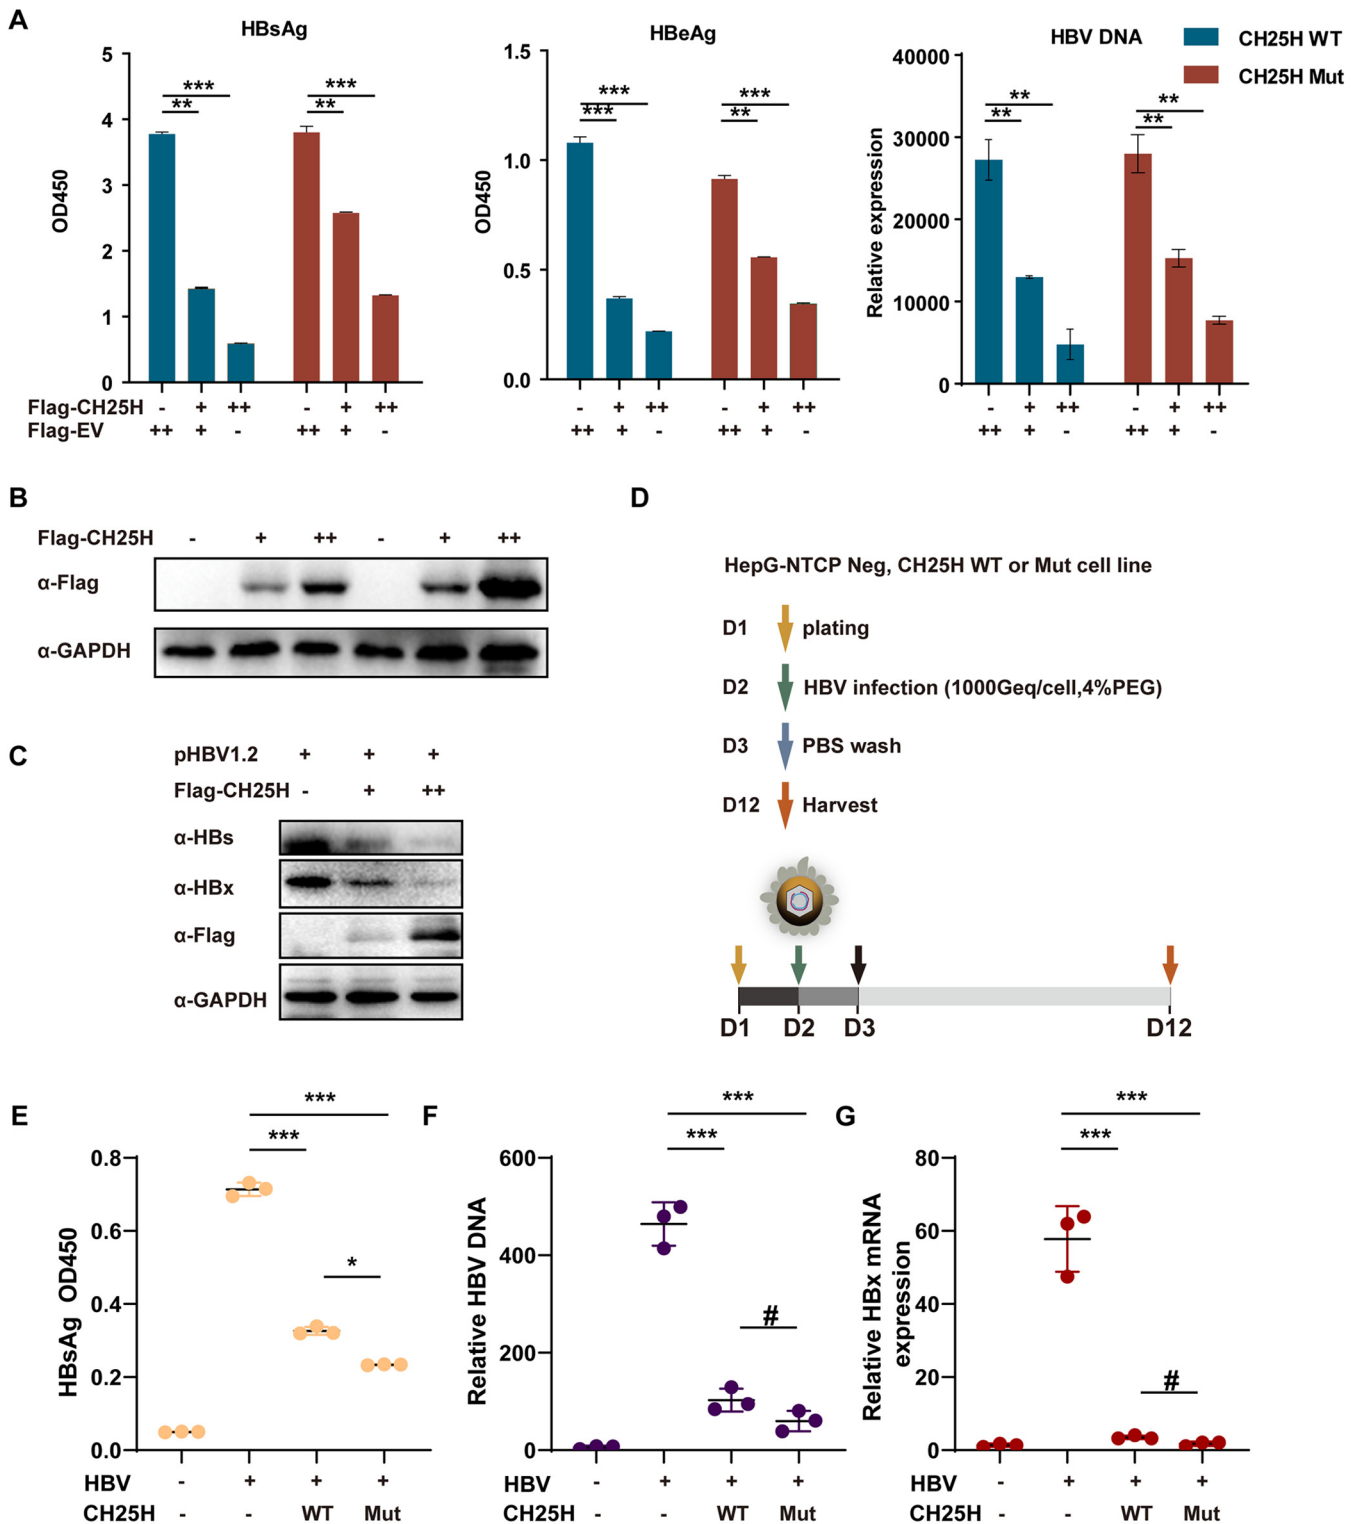 A
HBsAg
HBeAg
HBV DNA
CH25H WT
CH25H Mut
5
4
3
2
1
0
OD450
*** ** *** **
1.5
1.0
0.5
0.0
OD450
*** *** *** **
40000
30000
20000
10000
0
Relative expression
** ** ** **
Flag-CH25H - + ++ - + ++ - + ++ - + ++ - + ++ - + ++
Flag-EV ++ + - ++ + - ++ + - ++ + - ++ + - ++ + -
B
Flag-CH25H - + ++ - + ++
α-Flag
α-GAPDH
C
pHBV1.2 + + +
Flag-CH25H - + ++
α-HBs
α-HBx
α-Flag
α-GAPDH
D
HepG-NTCP Neg, CH25H WT or Mut cell line
D1 plating
D2 HBV infection (1000Geq/cell,4%PEG)
D3 PBS wash
D12 Harvest
D1 D2 D3 D12
E
***
***
*
0.8
0.6
0.4
0.2
0.0
HBsAg OD450
HBV - + + +
CH25H - - WT Mut
F
***
***
#
600
400
200
0
Relative HBV DNA
HBV - + + +
CH25H - - WT Mut
G
***
***
#
80
60
40
20
0
Relative HBx mRNA
expression
HBV - + + +
CH25H - - WT Mut